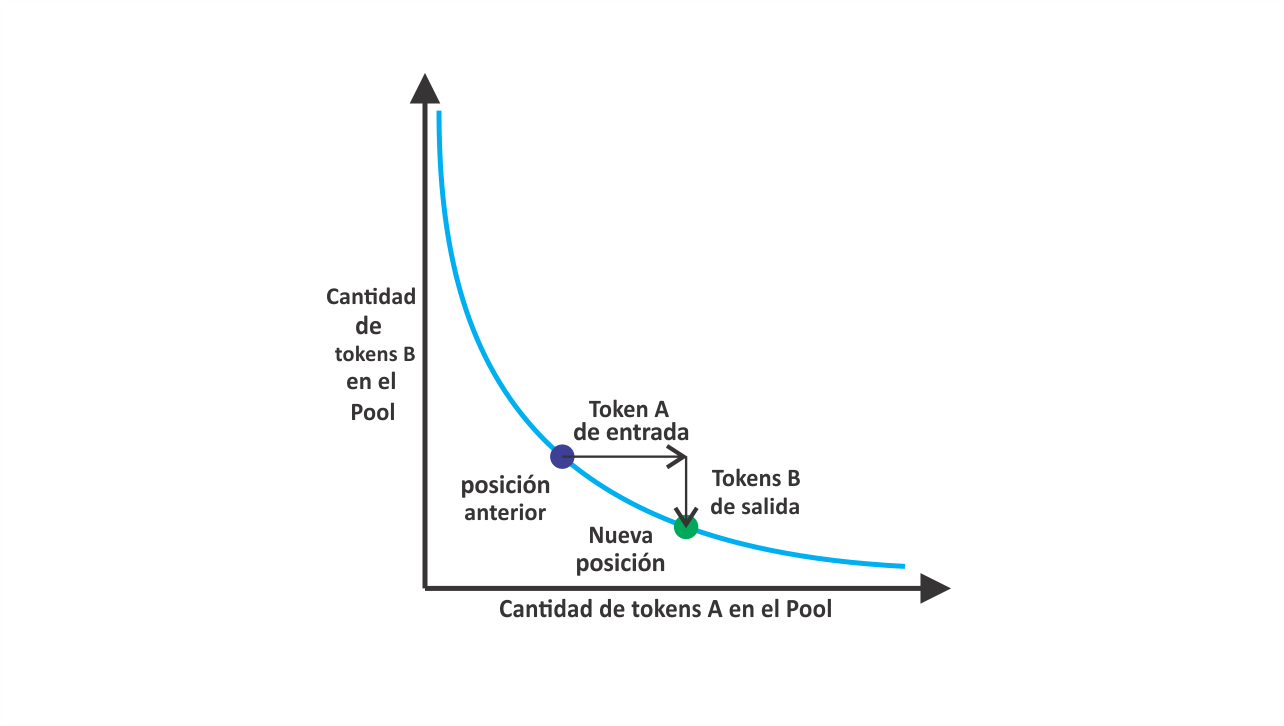 Cantidad
de
tokens B
en el
Pool
Token A
de entrada
Tokens B
de salida
posición
anterior
Nueva
posición
Cantidad de tokens A en el Pool